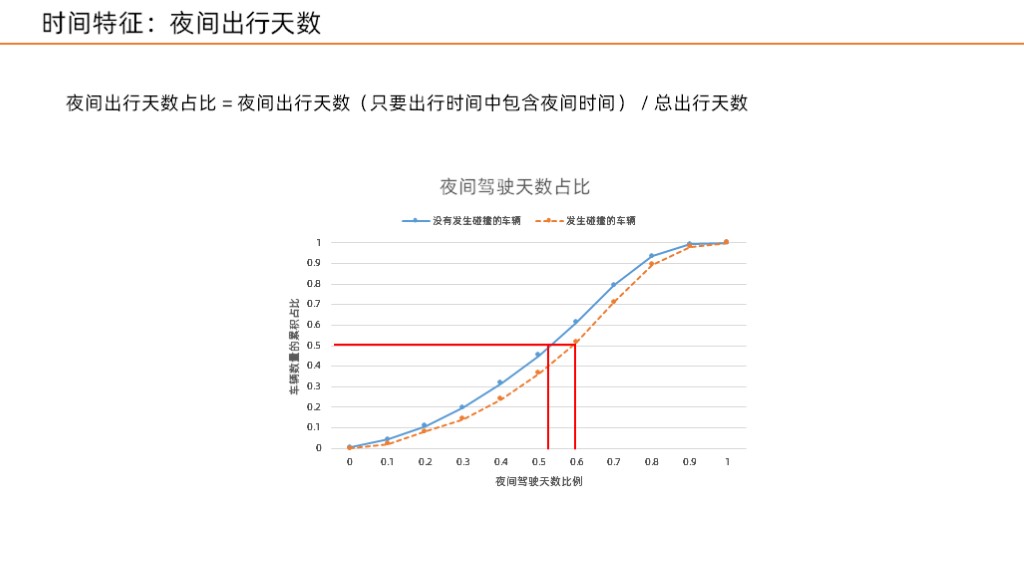 时间特征：夜间出行天数
夜间出行天数占比 = 夜间出行天数（只要出行时间中包含夜间时间） / 总出行天数
夜间驾驶天数占比
没有发生碰撞的车辆 发生碰撞的车辆
1
0.9
0.8
0.7
0.6
0.5
0.4
0.3
0.2
0.1
0
车辆数量的累积占比
0 0.1 0.2 0.3 0.4 0.5 0.6 0.7 0.8 0.9 1
夜间驾驶天数比例